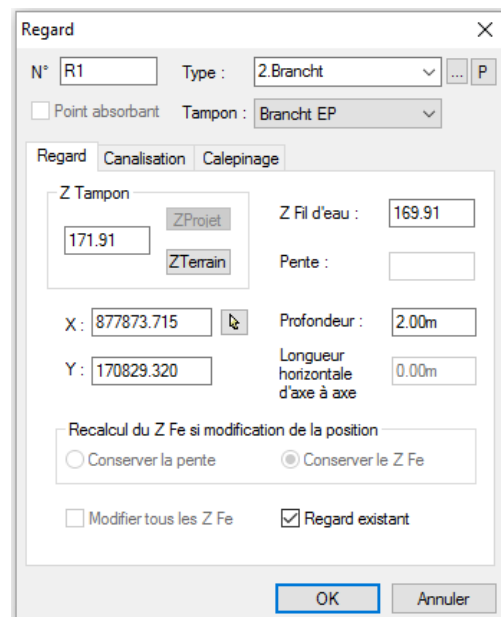 Regard
N° R1 Type : 2.Brancht ... P
Point absorbant Tampon : Brancht EP
Regard Canalisation Calepinage
Z Tampon
ZProjet
171.91
ZTerrain
Z Fil d'eau : 169.91
Pente :
X : 877873.715
Profondeur : 2.00m
Y : 170829.320
Longueur
horizontale
d'axe à axe
0.00m
Recalcul du Z Fe si modification de la position
Conserver la pente Conserver le Z Fe
Modifier tous les Z Fe Regard existant
OK Annuler